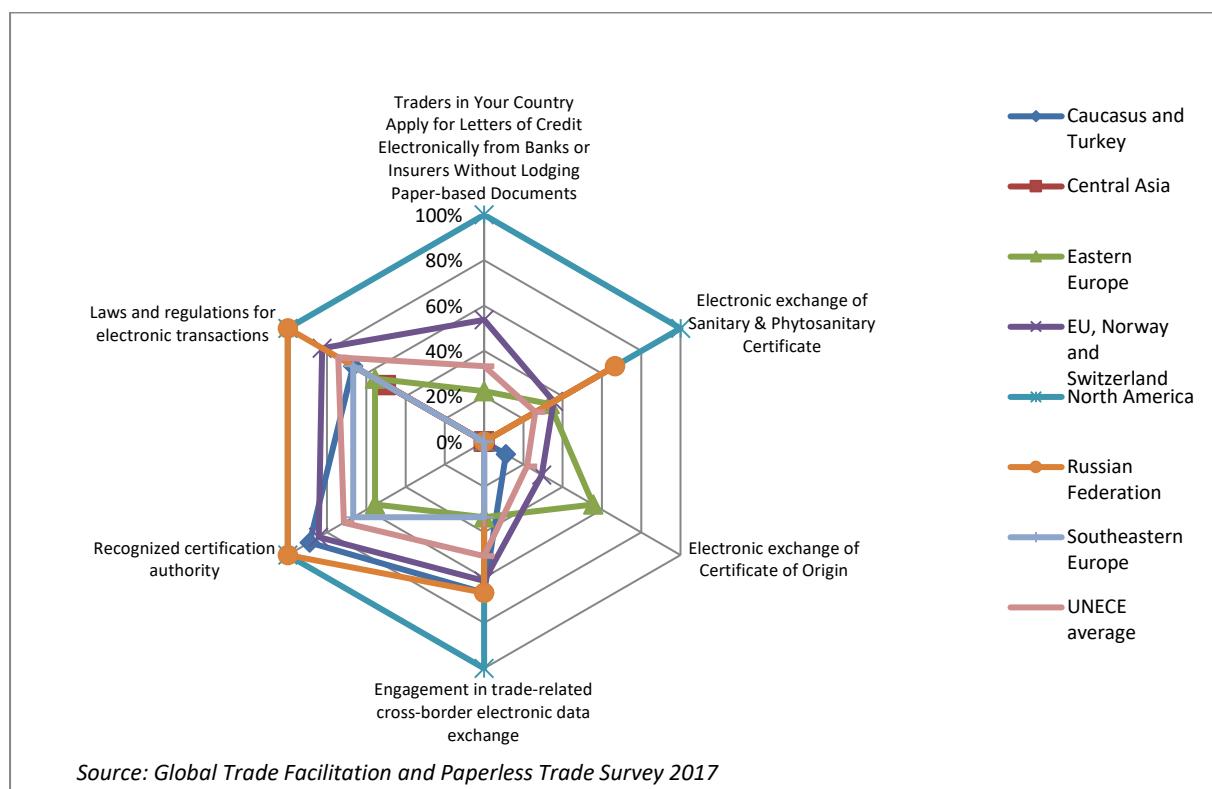 Traders in Your Country
Apply for Letters of Credit
Electronically from Banks or
Insurers Without Lodging
Paper-based Documents
100%
80%
60%
40%
20%
0%
Electronic exchange of
Sanitary & Phytosanitary
Certificate
Electronic exchange of
Certificate of Origin
Engagement in trade-related
cross-border electronic data
exchange
Recognized certification
authority
Laws and regulations for
electronic transactions
Caucasus and
Turkey
Central Asia
Eastern
Europe
EU, Norway
and
Switzerland
North America
Russian
Federation
Southeastern
Europe
UNECE
average
Source: Global Trade Facilitation and Paperless Trade Survey 2017